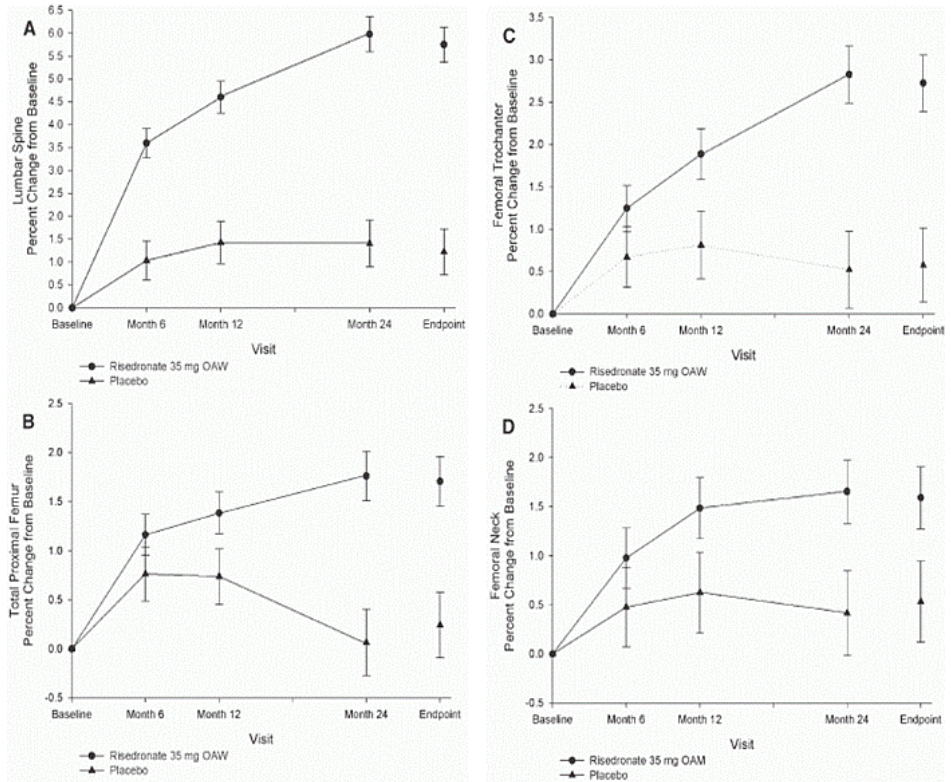 A
Lumbar Spine
Percent Change from Baseline
6.5
6.0
5.5
5.0
4.5
4.0
3.5
3.0
2.5
2.0
1.5
1.0
0.5
0.0
Baseline Month 6 Month 12 Month 24 Endpoint
Visit
Risedronate 35 mg OAW
Placebo
B
Total Proximal Femur
Percent Change from Baseline
2.5
2.0
1.5
1.0
0.5
0.0
-0.5
Baseline Month 6 Month 12 Month 24 Endpoint
Visit
Risedronate 35 mg OAW
Placebo
C
Femoral Trochanter
Percent Change from Baseline
3.5
3.0
2.5
2.0
1.5
1.0
0.5
0.0
Baseline Month 6 Month 12 Month 24 Endpoint
Visit
Risedronate 35 mg OAW
Placebo
D
Femoral Neck
Percent Change from Baseline
2.5
2.0
1.5
1.0
0.5
0.0
-0.5
Baseline Month 6 Month 12 Month 24 Endpoint
Visit
Risedronate 35 mg OAM
Placebo